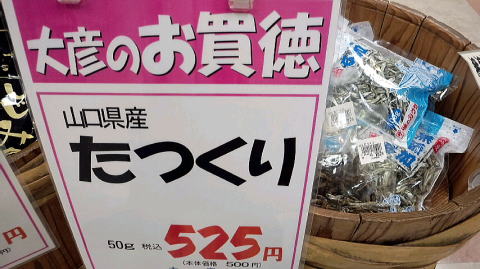 大彦のお買徳
山口県産
たつくり
50g 税込 525円
(本体価格 500円)
円